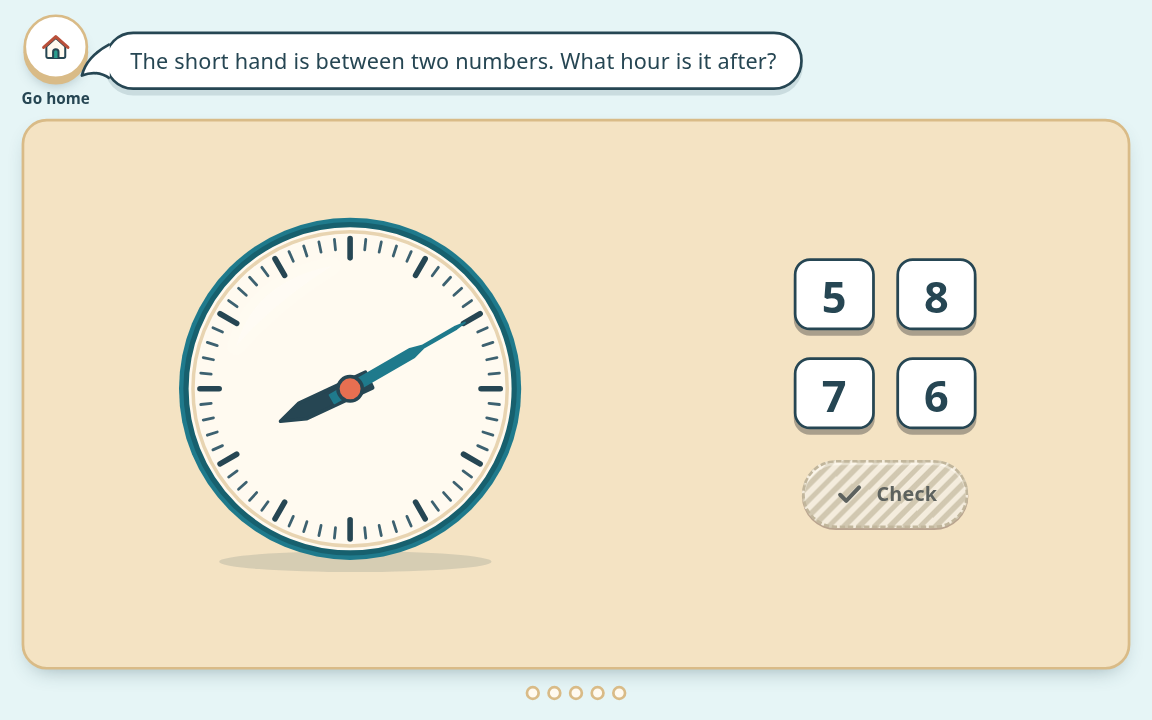 The short hand is between two numbers. What hour is it after?
Go home
5 8
7 6
Check